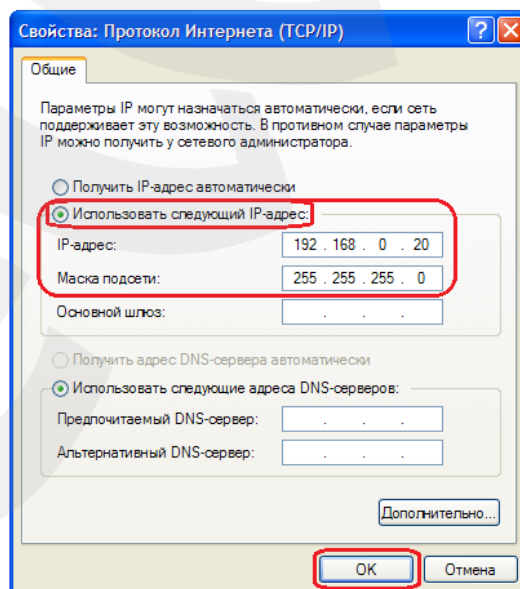 Свойства: Протокол Интернета (TCP/IP)
Общие
Параметры IP могут назначаться автоматически, если сеть
поддерживает эту возможность. В противном случае параметры
IP можно получить у сетевого администратора.
Получить IP-адрес автоматически
Использовать следующий IP-адрес:
IP-адрес: 192 . 168 . 0 . 20
Маска подсети: 255 . 255 . 255 . 0
Основной шлюз: . . .
Получить адрес DNS-сервера автоматически
Использовать следующие адреса DNS-серверов:
Предпочитаемый DNS-сервер: . . .
Альтернативный DNS-сервер: . . .
Дополнительно...
OK Отмена